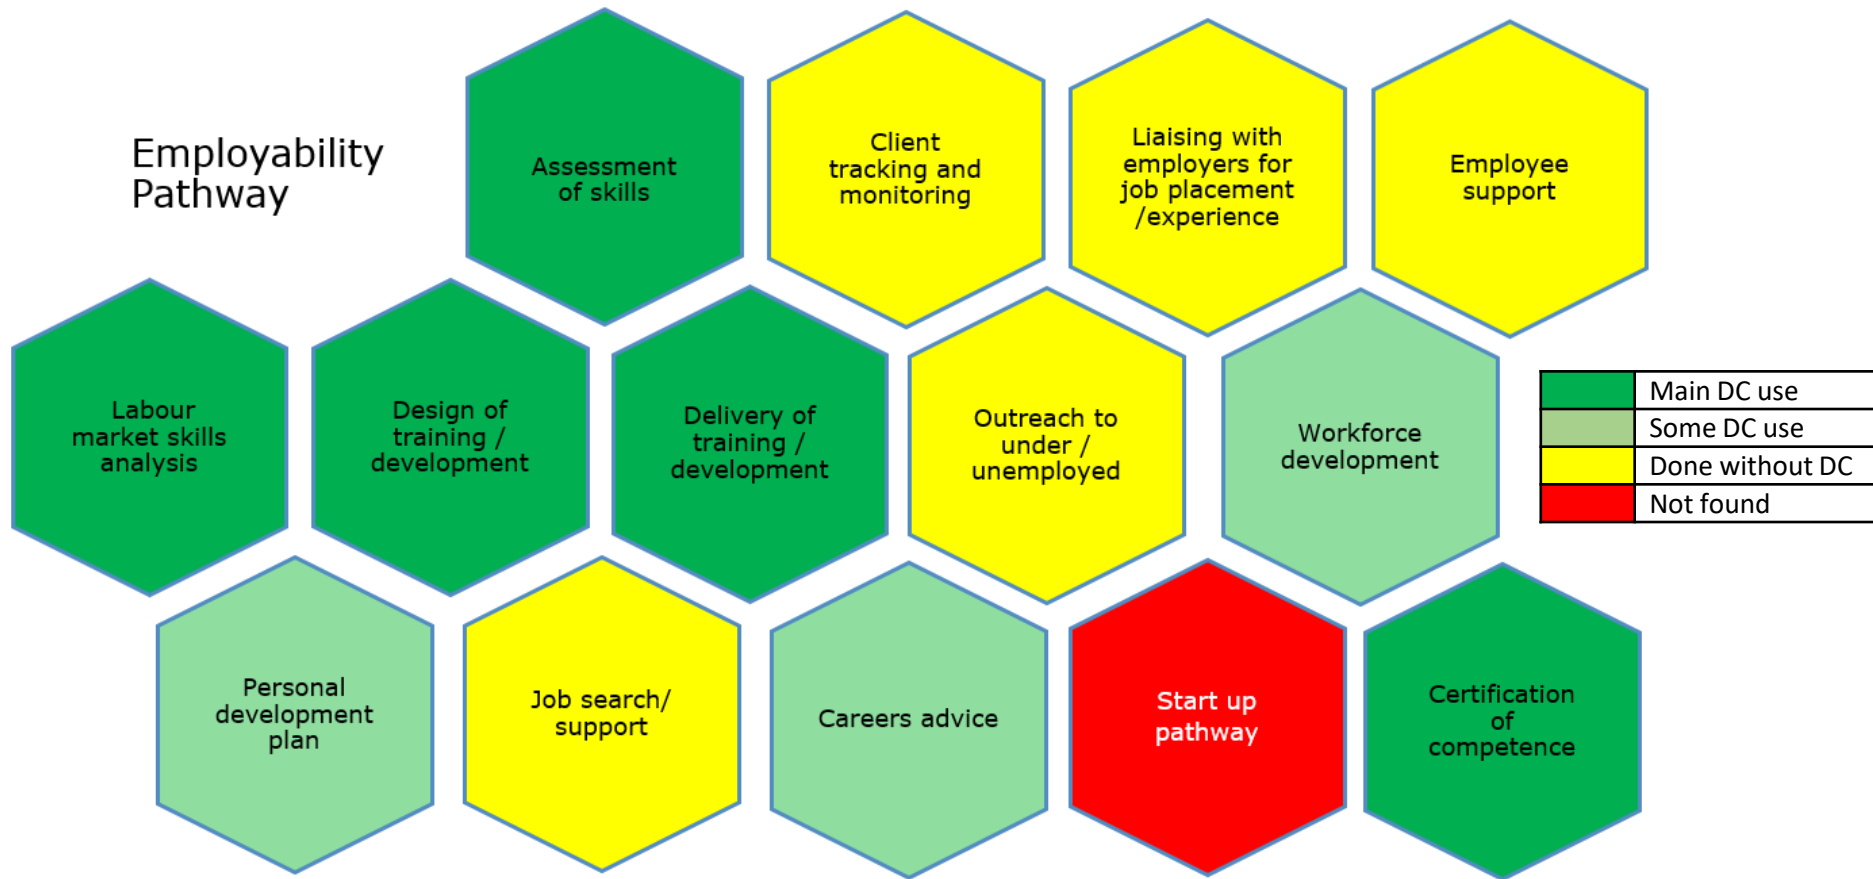 Employability
Pathway
Assessment
of skills
Client
tracking and
monitoring
Liaising with
employers for
job placement
/experience
Employee
support
Labour
market skills
analysis
Design of
training /
development
Delivery of
training /
development
Outreach to
under /
unemployed
Workforce
development
Main DC use
Some DC use
Done without DC
Not found
Personal
development
plan
Job search/
support
Careers advice
Start up
pathway
Certification
of
competence